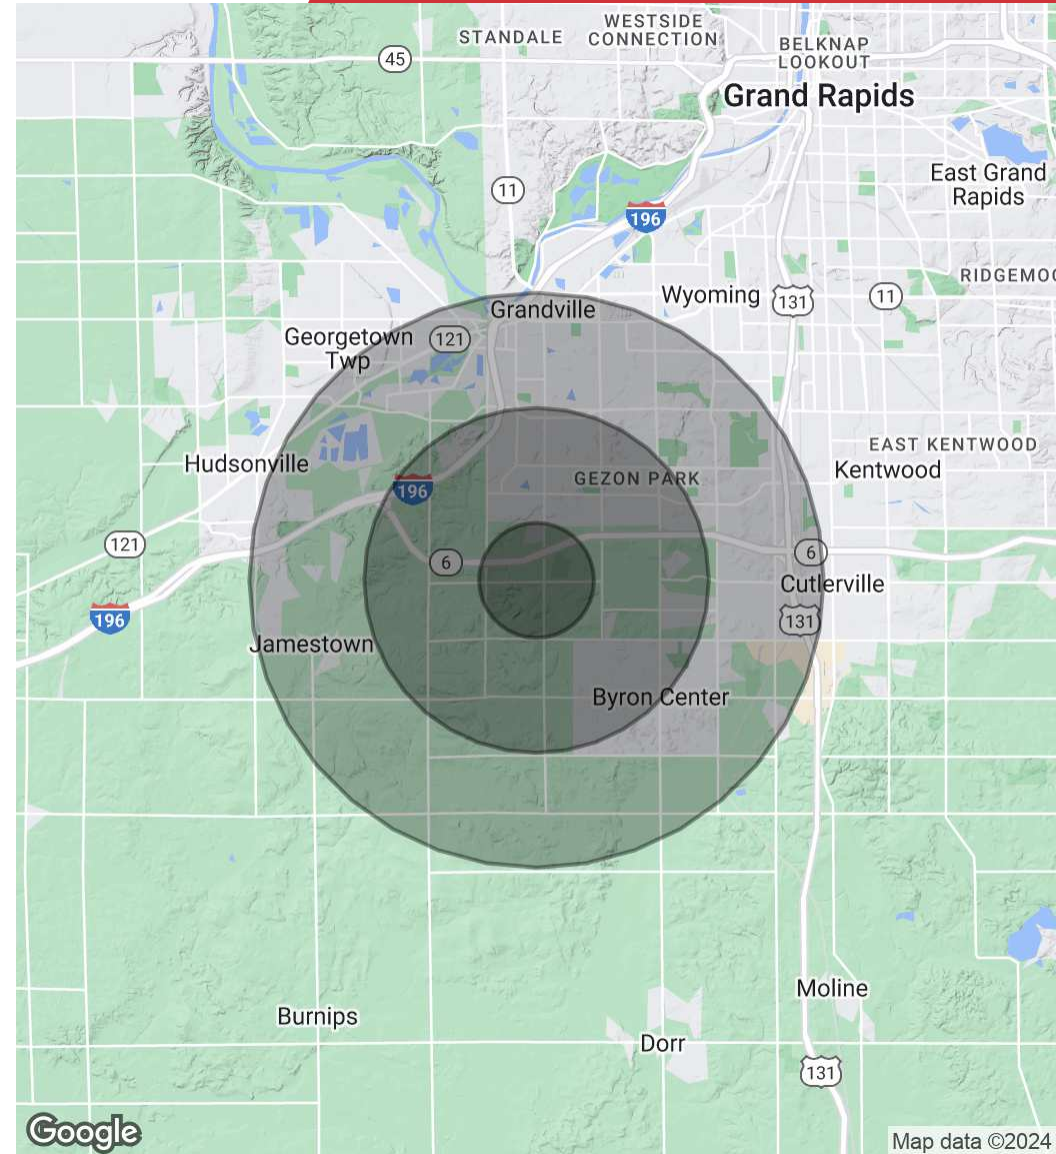 STANDALE
WESTSIDE
CONNECTION
BELKNAP
LOOKOUT
45
Grand Rapids
East Grand
Rapids
11
196
RIDGEMOO
Wyoming
131
11
Grandville
Georgetown
Twp
121
EAST KENTWOOD
Kentwood
Hudsonville
GEZON PARK
196
121
6
6
Cutlerville
196
131
Jamestown
Byron Center
Moline
Burnips
Dorr
131
Google
Map data ©2024